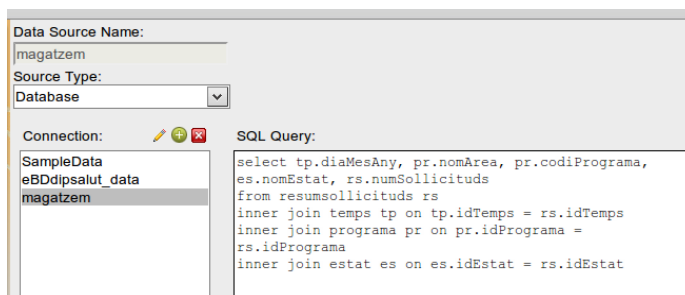 Data Source Name:
magatzem
Source Type:
Database
Connection:
SampleData
eBDdipsalut_data
magatzem
SQL Query:
select tp.diaMesAny, pr.nomArea, pr.codiPrograma,
es.nomEstat, rs.numSollicituds
from resumsollicituds rs
inner join temps tp on tp.idTemps = rs.idTemps
inner join programa pr on pr.idPrograma =
rs.idPrograma
inner join estat es on es.idEstat = rs.idEstat